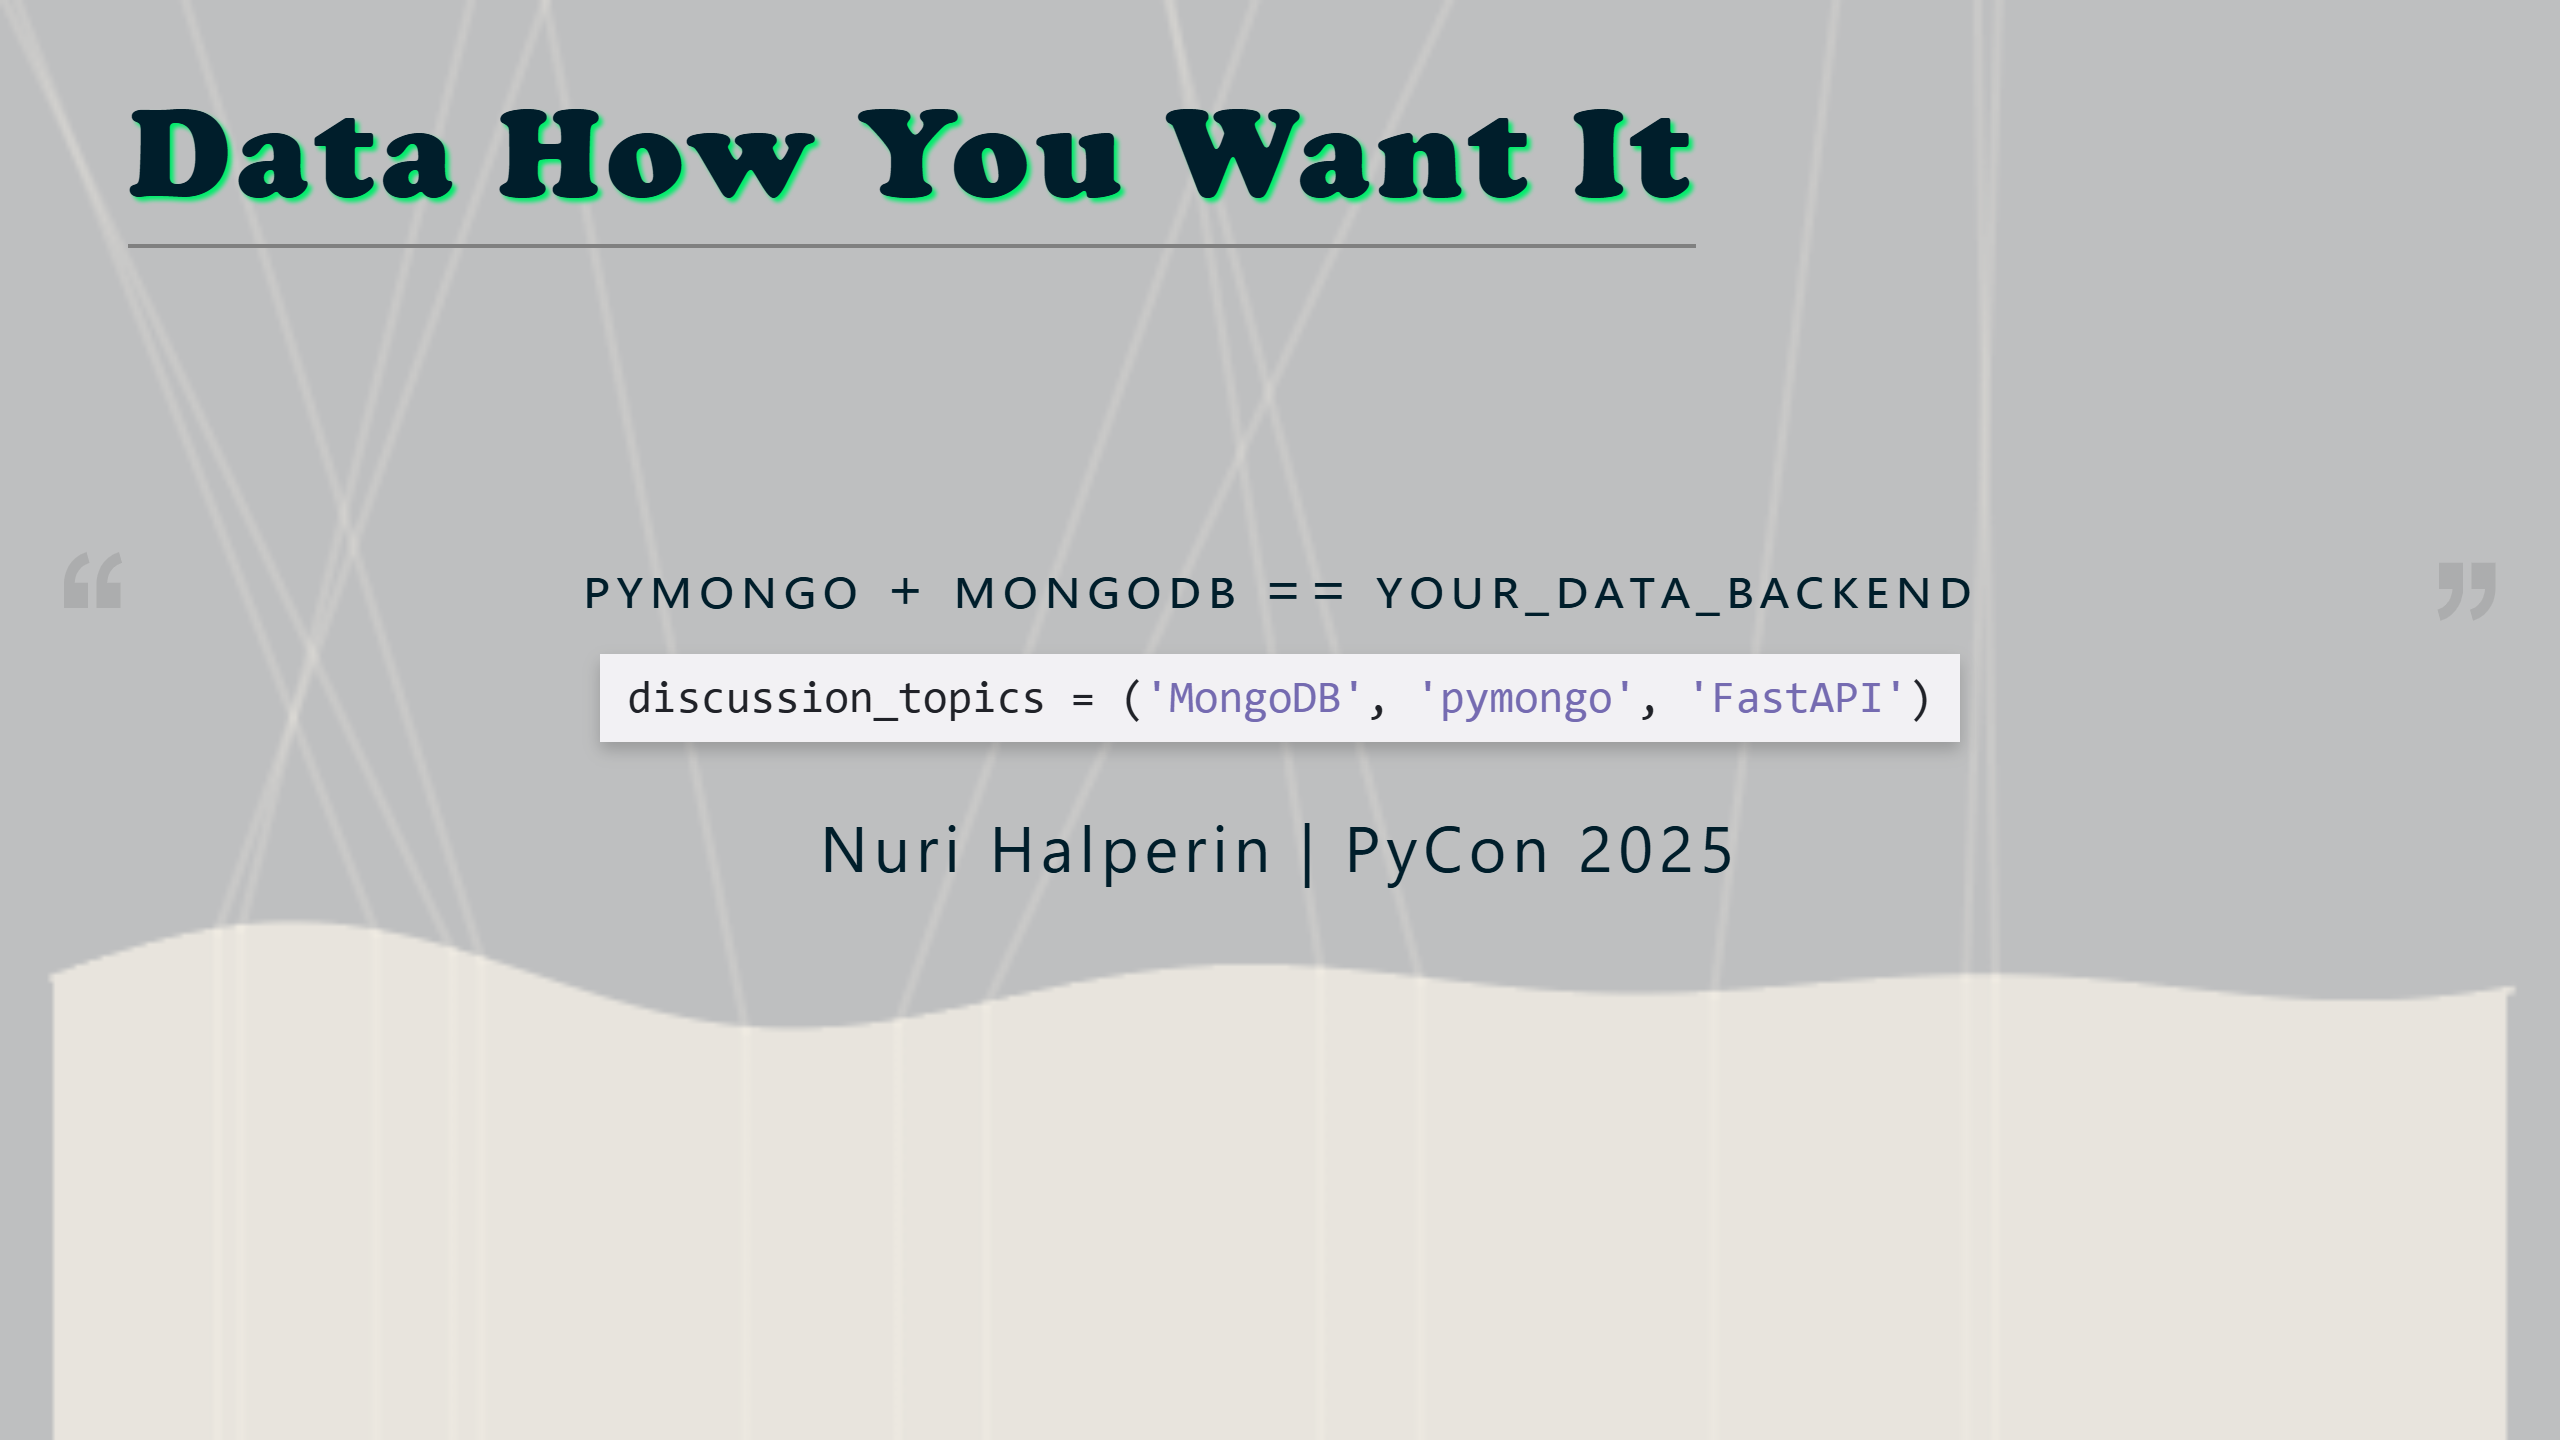 Data How You Want It
“
PYMONGO + MONGODB == YOUR_DATA_BACKEND
”
discussion_topics = ('MongoDB', 'pymongo', 'FastAPI')
Nuri Halperin | PyCon 2025